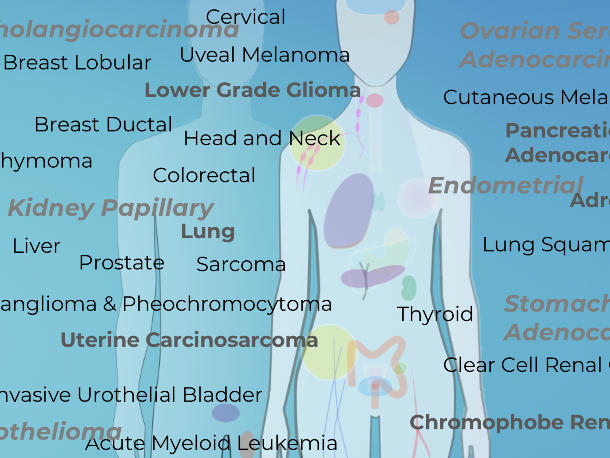 Cervical
holangiocarcinoma
Ovarian Ser
Uveal Melanoma
Breast Lobular
Adenocarcin
Lower Grade Glioma
Cutaneous Mela
Breast Ductal
Head and Neck
Pancreati
Adenocar
hymoma
Colorectal
Endometrial
Adr
Kidney Papillary
Lung
Liver
Lung Squam
Prostate
Sarcoma
anglioma & Pheochromocytoma
Stomach
Thyroid
Adenoca
Uterine Carcinosarcoma
Clear Cell Renal
nvasive Urothelial Bladder
Chromophobe Ren
othelioma
Acute Myeloid Leukemia